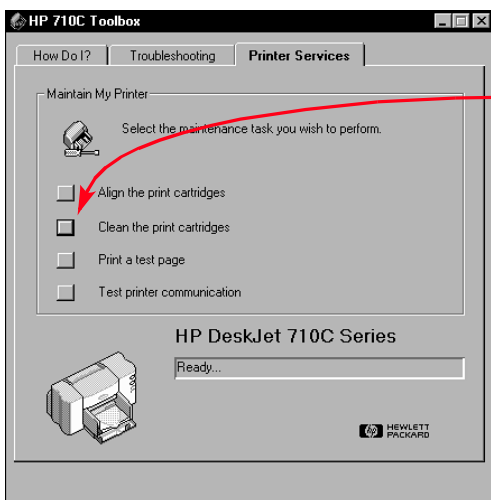 HP 710C Toolbox
How Do I? Troubleshooting Printer Services
Maintain My Printer
Select the maintenance task you wish to perform.
Align the print cartridges
Clean the print cartridges
Print a test page
Test printer communication
HP DeskJet 710C Series
Ready...
hp HEWLETT
PACKARD